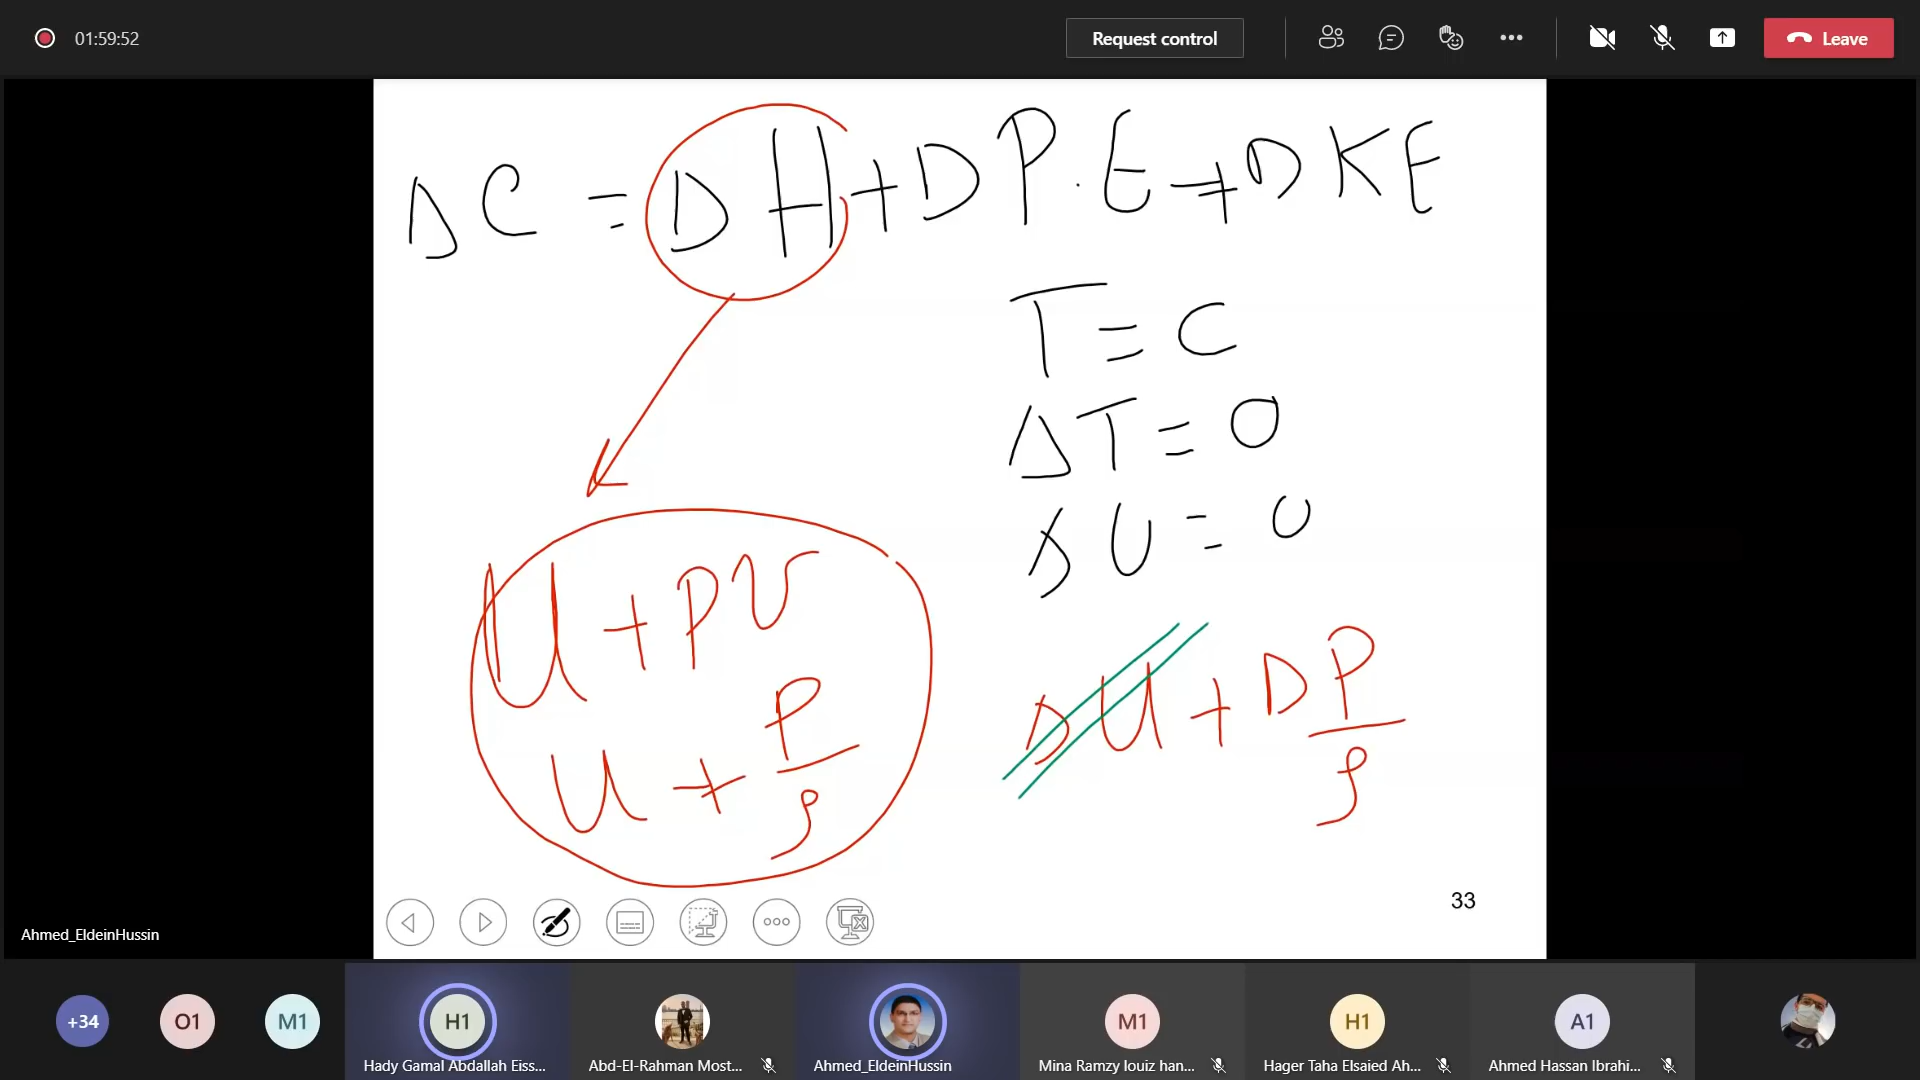 01:59:52
Request control
Leave
ΔC = DH + DP.E + DKE
T = C
ΔT = 0
ΔU = 0
U + PV
U + P/ρ
ΔU + DP/ρ
33
Ahmed_EldeinHussin
+34
O1
M1
H1
M1
H1
A1
Hady Gamal Abdallah Eiss...
Abd-El-Rahman Most...
Ahmed_EldeinHussin
Mina Ramzy louiz han...
Hager Taha Elsaied Ah...
Ahmed Hassan Ibrahi...